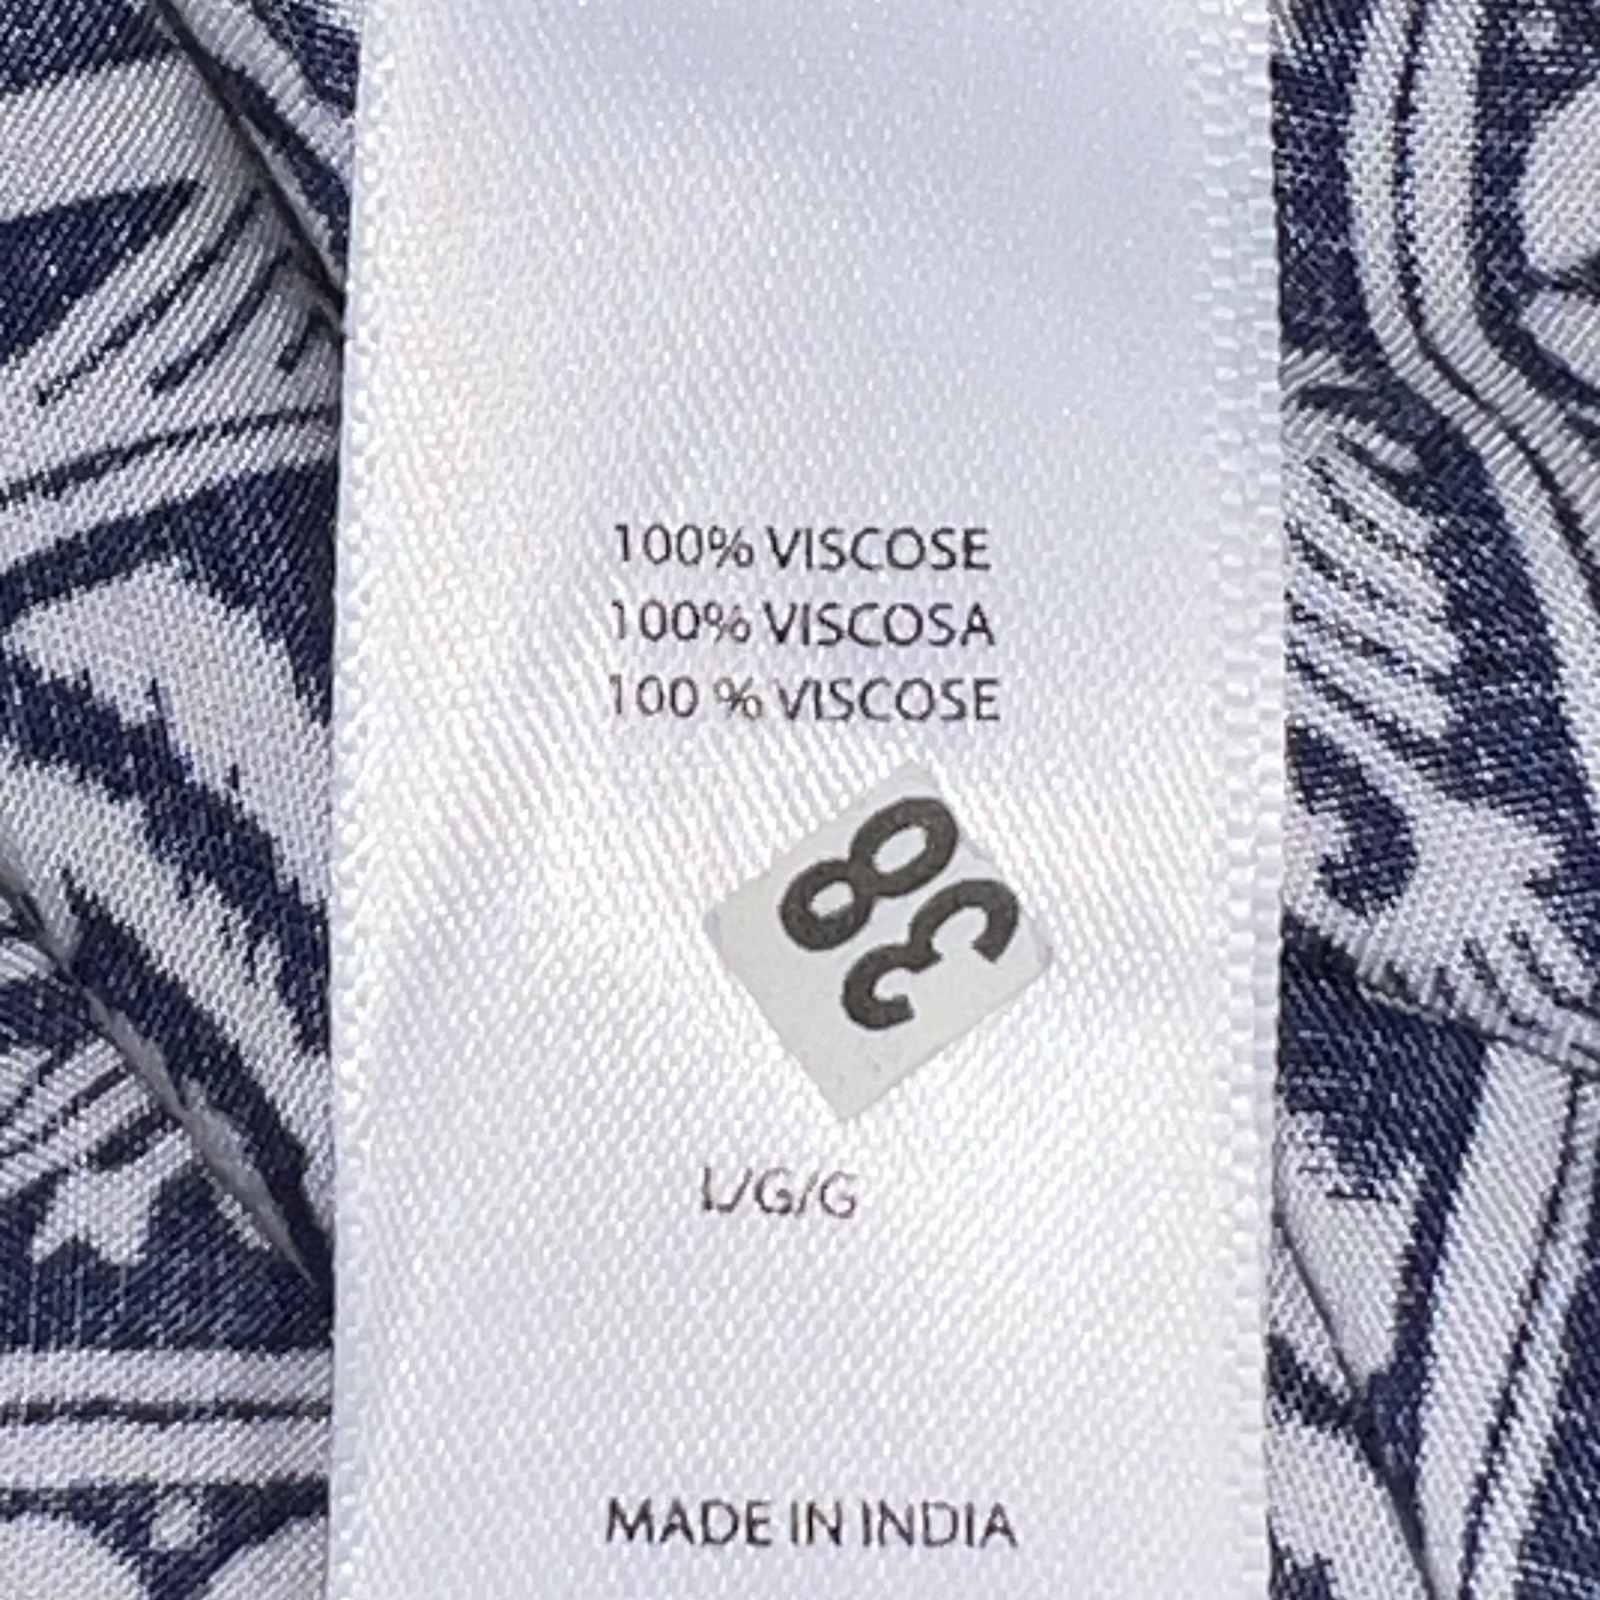 100% VISCOSE
100% VISCOSA
100 % VISCOSE
38
L/G/G
MADE IN INDIA